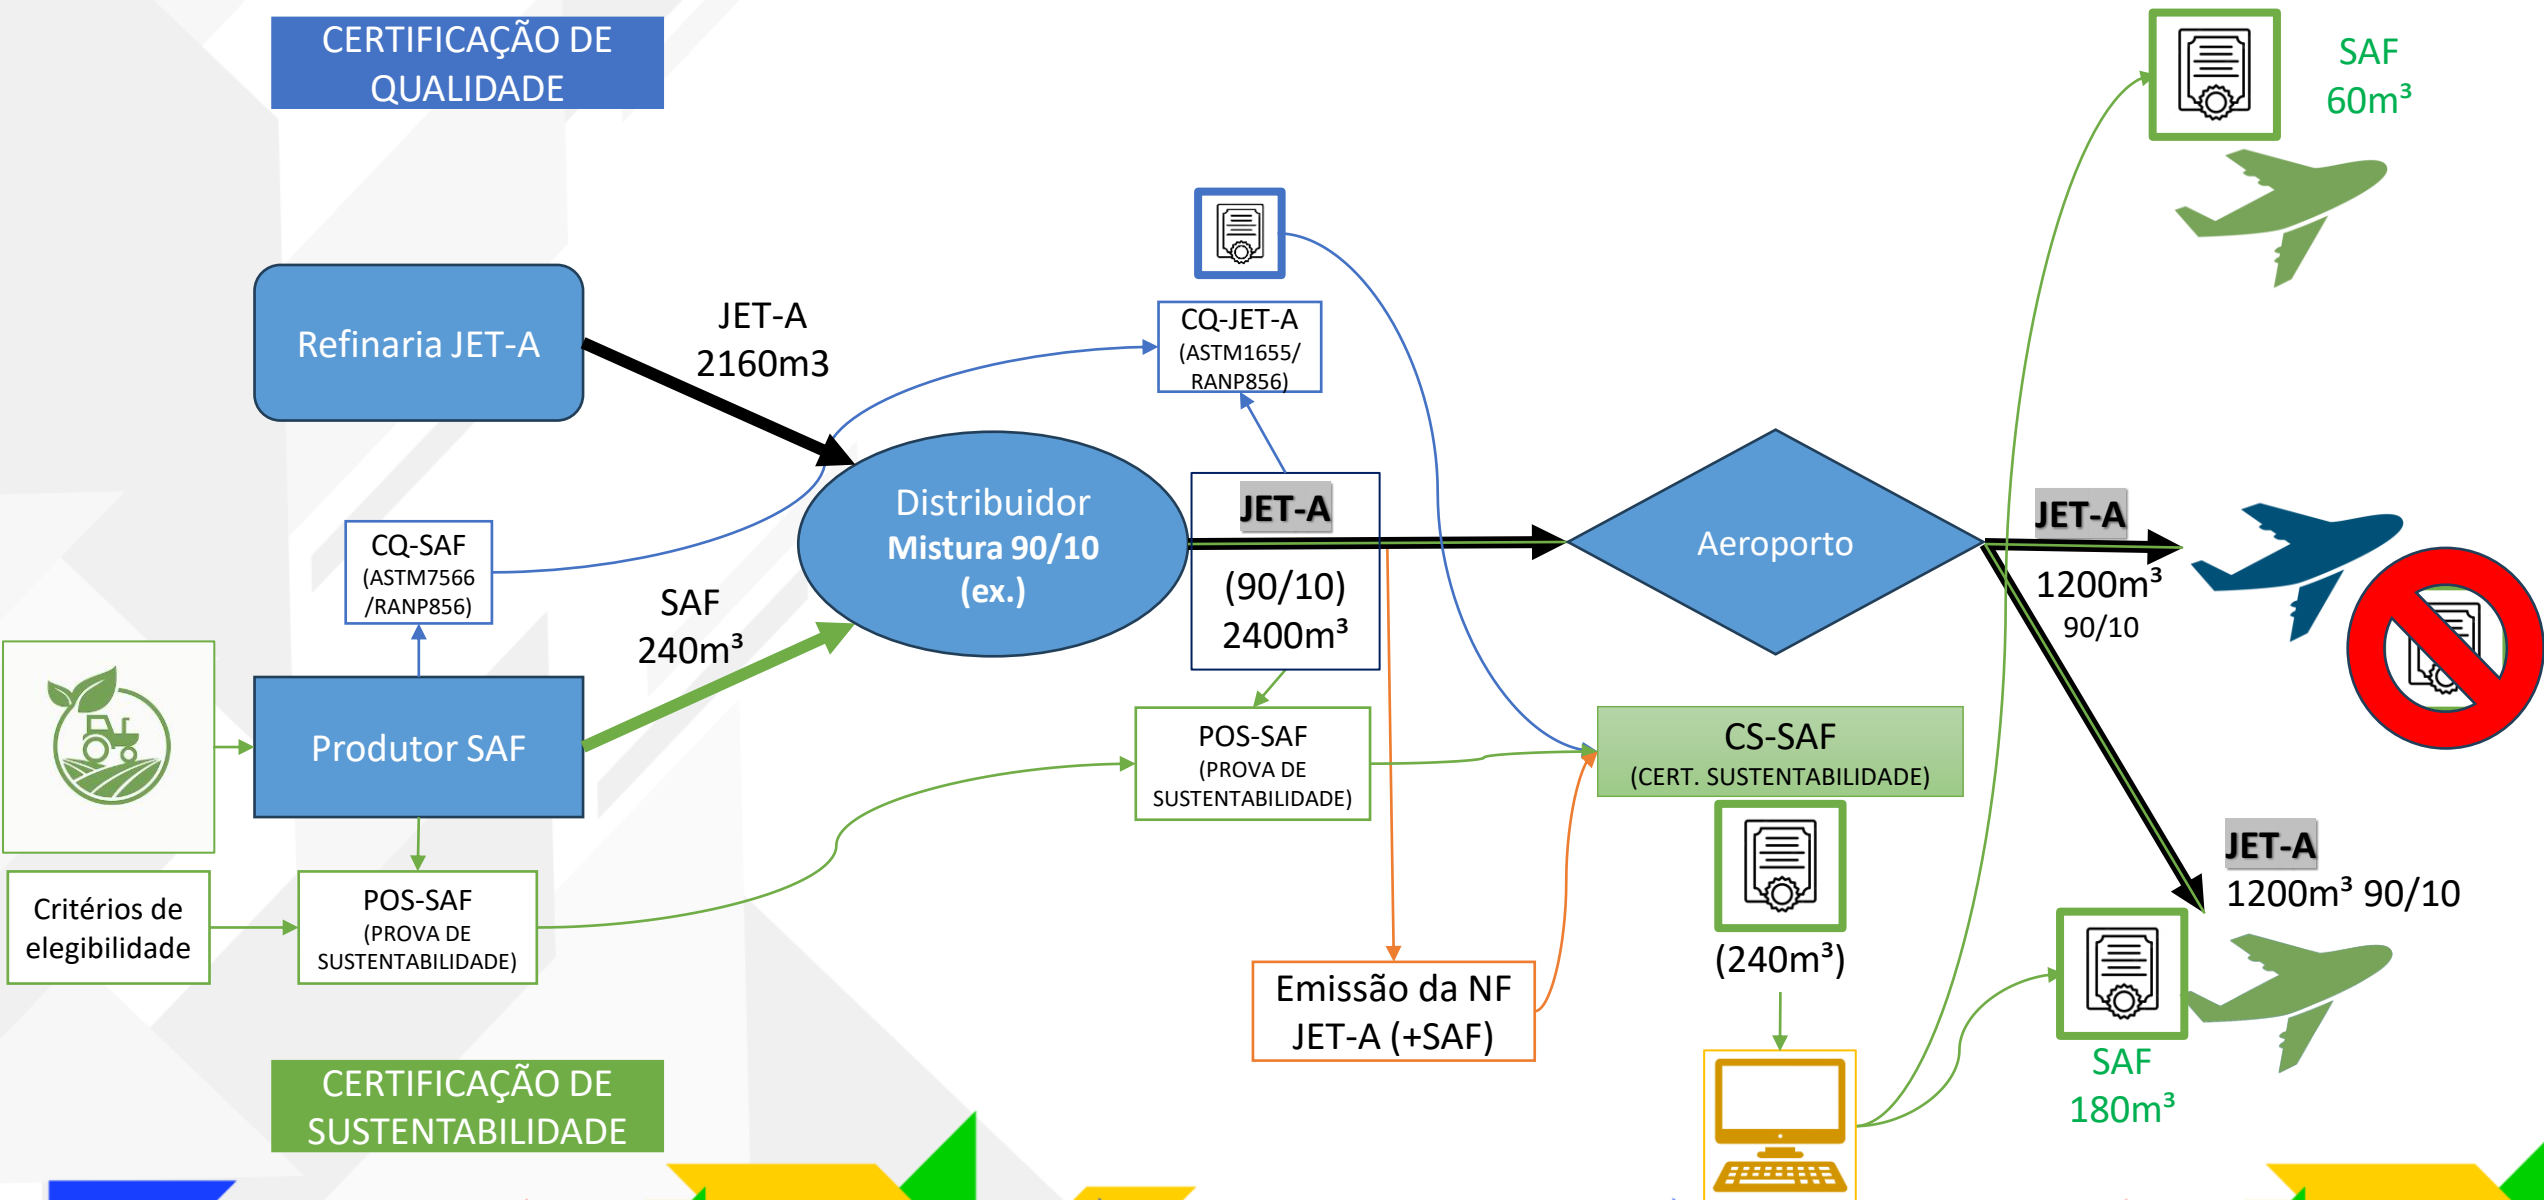 CERTIFICAÇÃO DE
QUALIDADE
SAF
60m³
Refinaria JET-A
JET-A
2160m3
CQ-JET-A
(ASTM1655/
RANP856)
CQ-SAF
(ASTM7566
/RANP856)
Distribuidor
Mistura 90/10
(ex.)
JET-A
(90/10)
2400m³
Aeroporto
JET-A
1200m³
90/10
SAF
240m³
Produtor SAF
POS-SAF
(PROVA DE
SUSTENTABILIDADE)
CS-SAF
(CERT. SUSTENTABILIDADE)
(240m³)
JET-A
1200m³ 90/10
Critérios de
elegibilidade
POS-SAF
(PROVA DE
SUSTENTABILIDADE)
Emissão da NF
JET-A (+SAF)
SAF
180m³
CERTIFICAÇÃO DE
SUSTENTABILIDADE